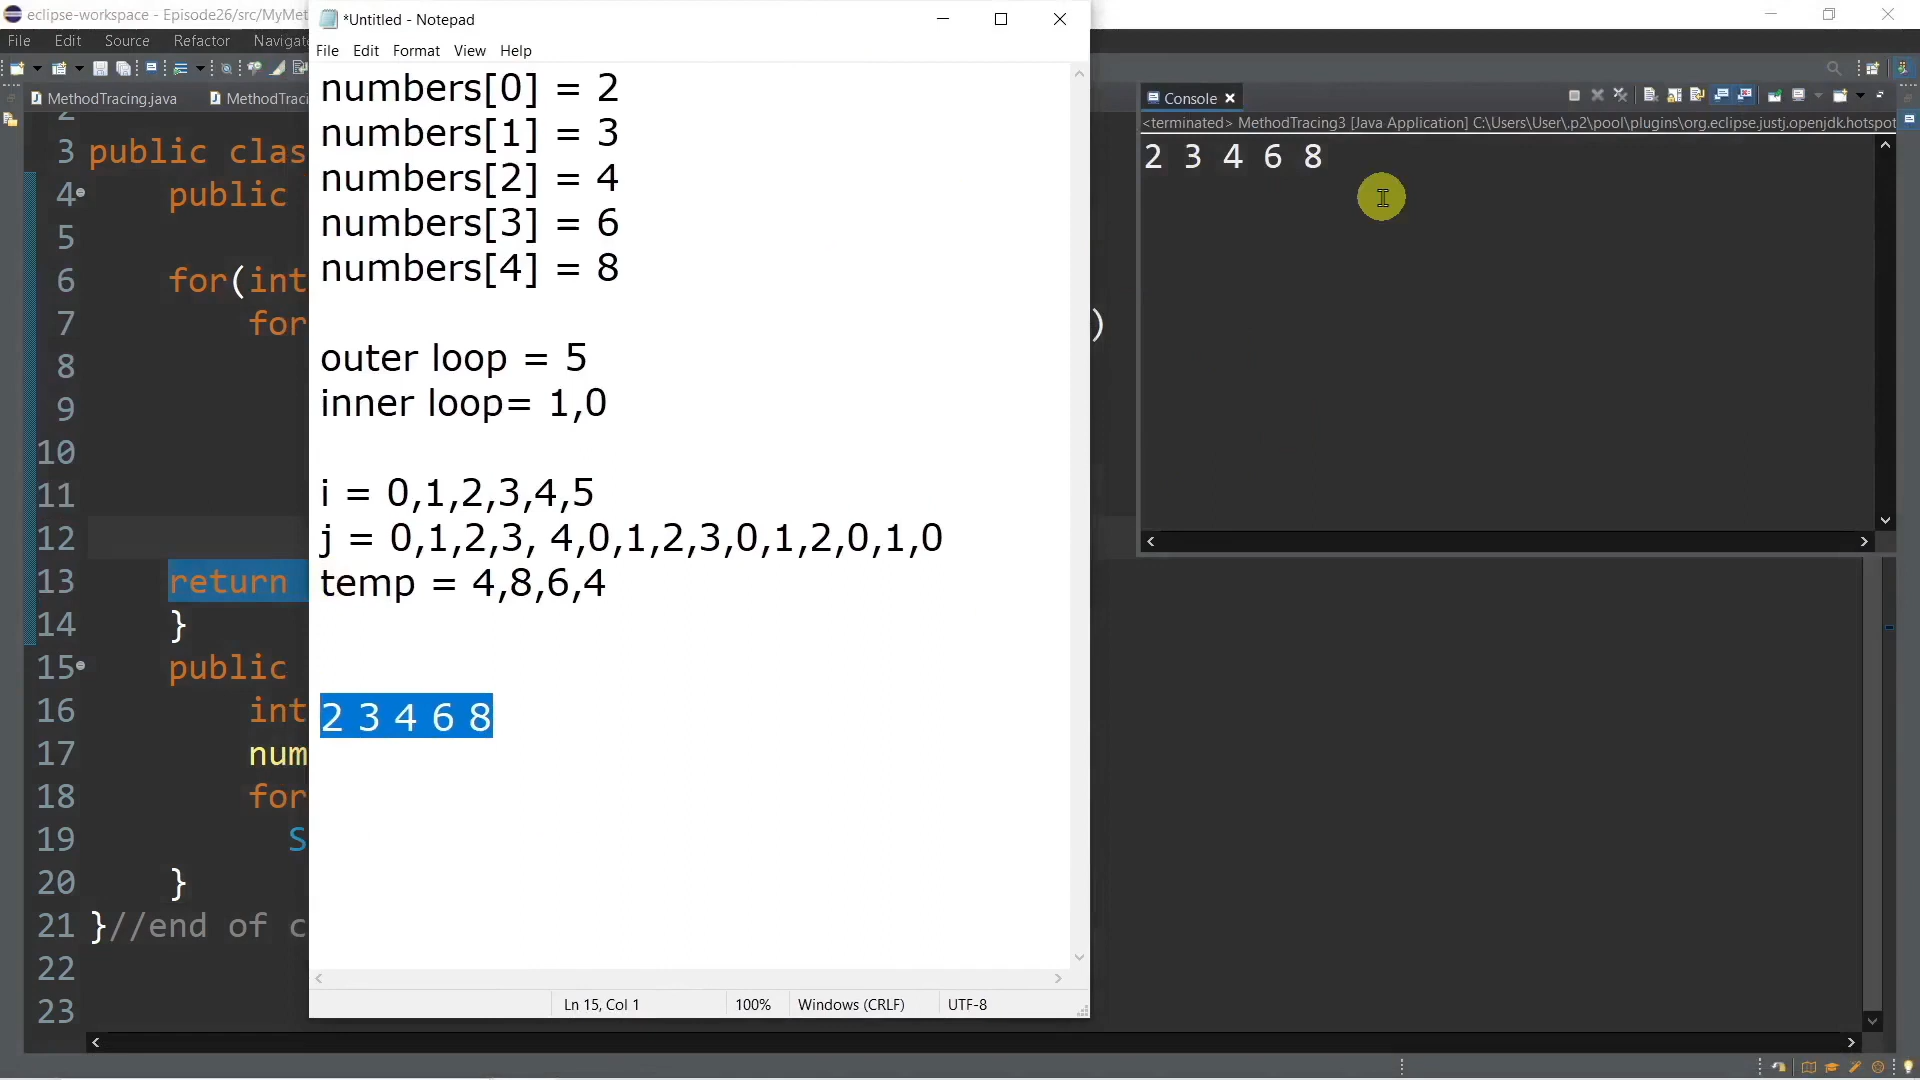 eclipse-workspace - Episode26/src/MyMet
*Untitled - Notepad
File Edit Source Refactor Navigat
File Edit Format View Help
MethodTracing.java
MethodTraci
Console
<terminated> MethodTracing3 [Java Application] C:\Users\User\.p2\pool\plugins\org.eclipse.justj.openjdk.hotspot
2 3 4 6 8
numbers[0] = 2
numbers[1] = 3
numbers[2] = 4
numbers[3] = 6
numbers[4] = 8
outer loop = 5
inner loop= 1,0
i = 0,1,2,3,4,5
j = 0,1,2,3, 4,0,1,2,3,0,1,2,0,1,0
temp = 4,8,6,4
2 3 4 6 8
Ln 15, Col 1 100% Windows (CRLF) UTF-8
2
3 public clas
4 public
5
6 for(int
7 for )
8
9
10
11
12
13 return
14 }
15 public
16 int
17 num
18 for
19 S
20 }
21 }//end of c
22
23